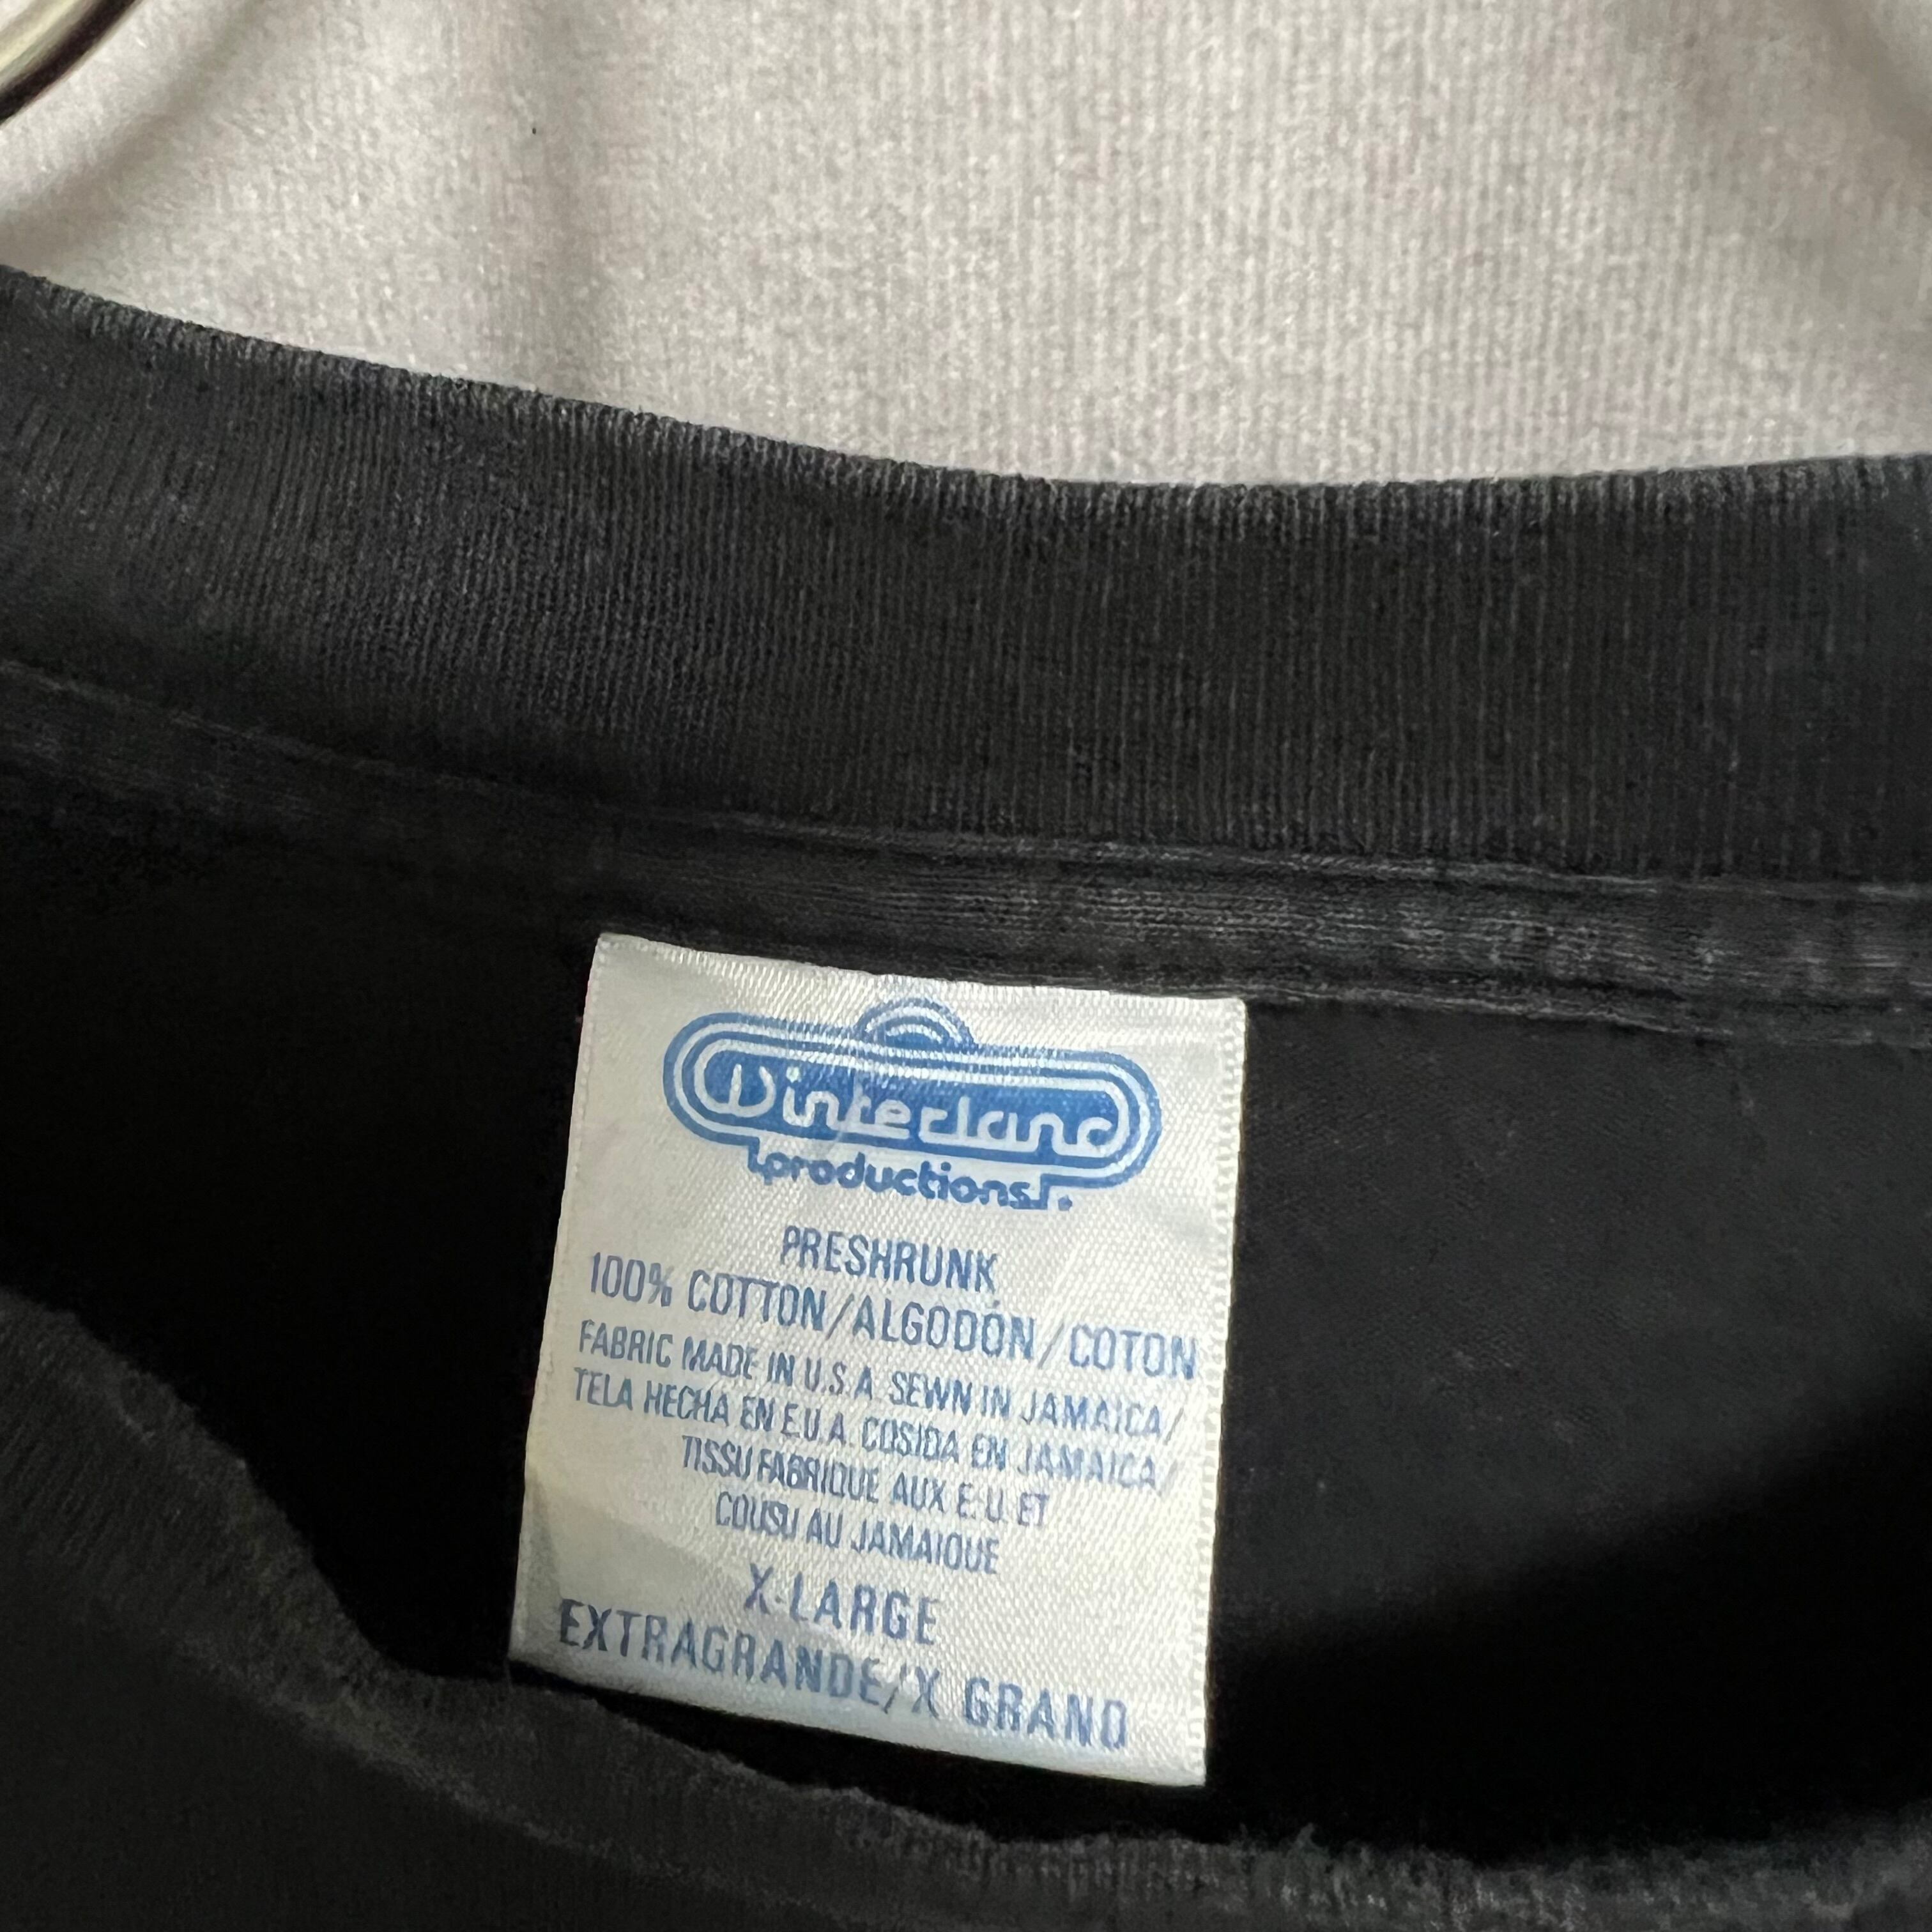 Winterland
productions.
PRESHRUNK
100% COTTON/ALGODÓN/COTON
FABRIC MADE IN U.S.A. SEWN IN JAMAICA/
TELA HECHA EN E.U.A. COSIDA EN JAMAICA/
TISSU FABRIQUE AUX E.U. ET
COUSU AU JAMAIQUE
X-LARGE
EXTRAGRANDE/X GRAND